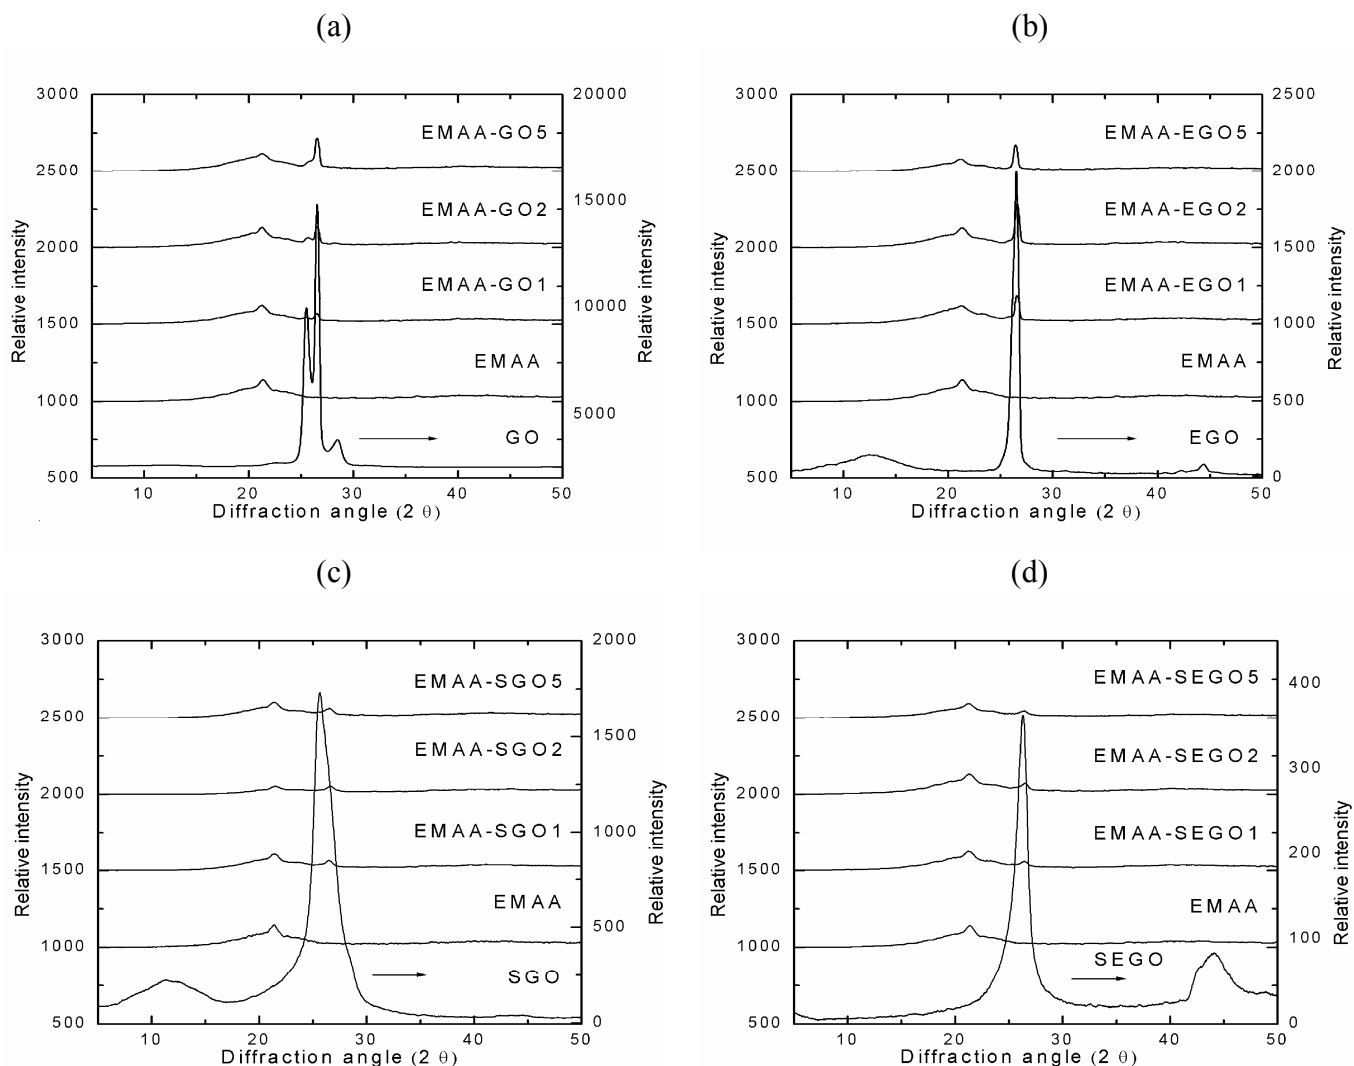 (a)
3000
2500
2000
1500
1000
500
20000
15000
10000
5000
EMAA-GO5
EMAA-GO2
EMAA-GO1
EMAA
GO
10 20 30 40 50
Relative intensity
Relative intensity
Diffraction angle (2 θ)
(b)
3000
2500
2000
1500
1000
500
2500
2000
1500
1000
500
0
EMAA-EGO5
EMAA-EGO2
EMAA-EGO1
EMAA
EGO
10 20 30 40 50
Relative intesity
Relative intensity
Diffraction angle (2 θ)
(c)
3000
2500
2000
1500
1000
500
2000
1500
1000
500
0
EMAA-SGO5
EMAA-SGO2
EMAA-SGO1
EMAA
SGO
10 20 30 40 50
Relative intensity
Relative intensity
Diffraction angle (2 θ)
(d)
3000
2500
2000
1500
1000
500
400
300
200
100
0
EMAA-SEGO5
EMAA-SEGO2
EMAA-SEGO1
EMAA
SEGO
10 20 30 40 50
Relative intensity
Relative intensity
Diffraction angle (2 θ)